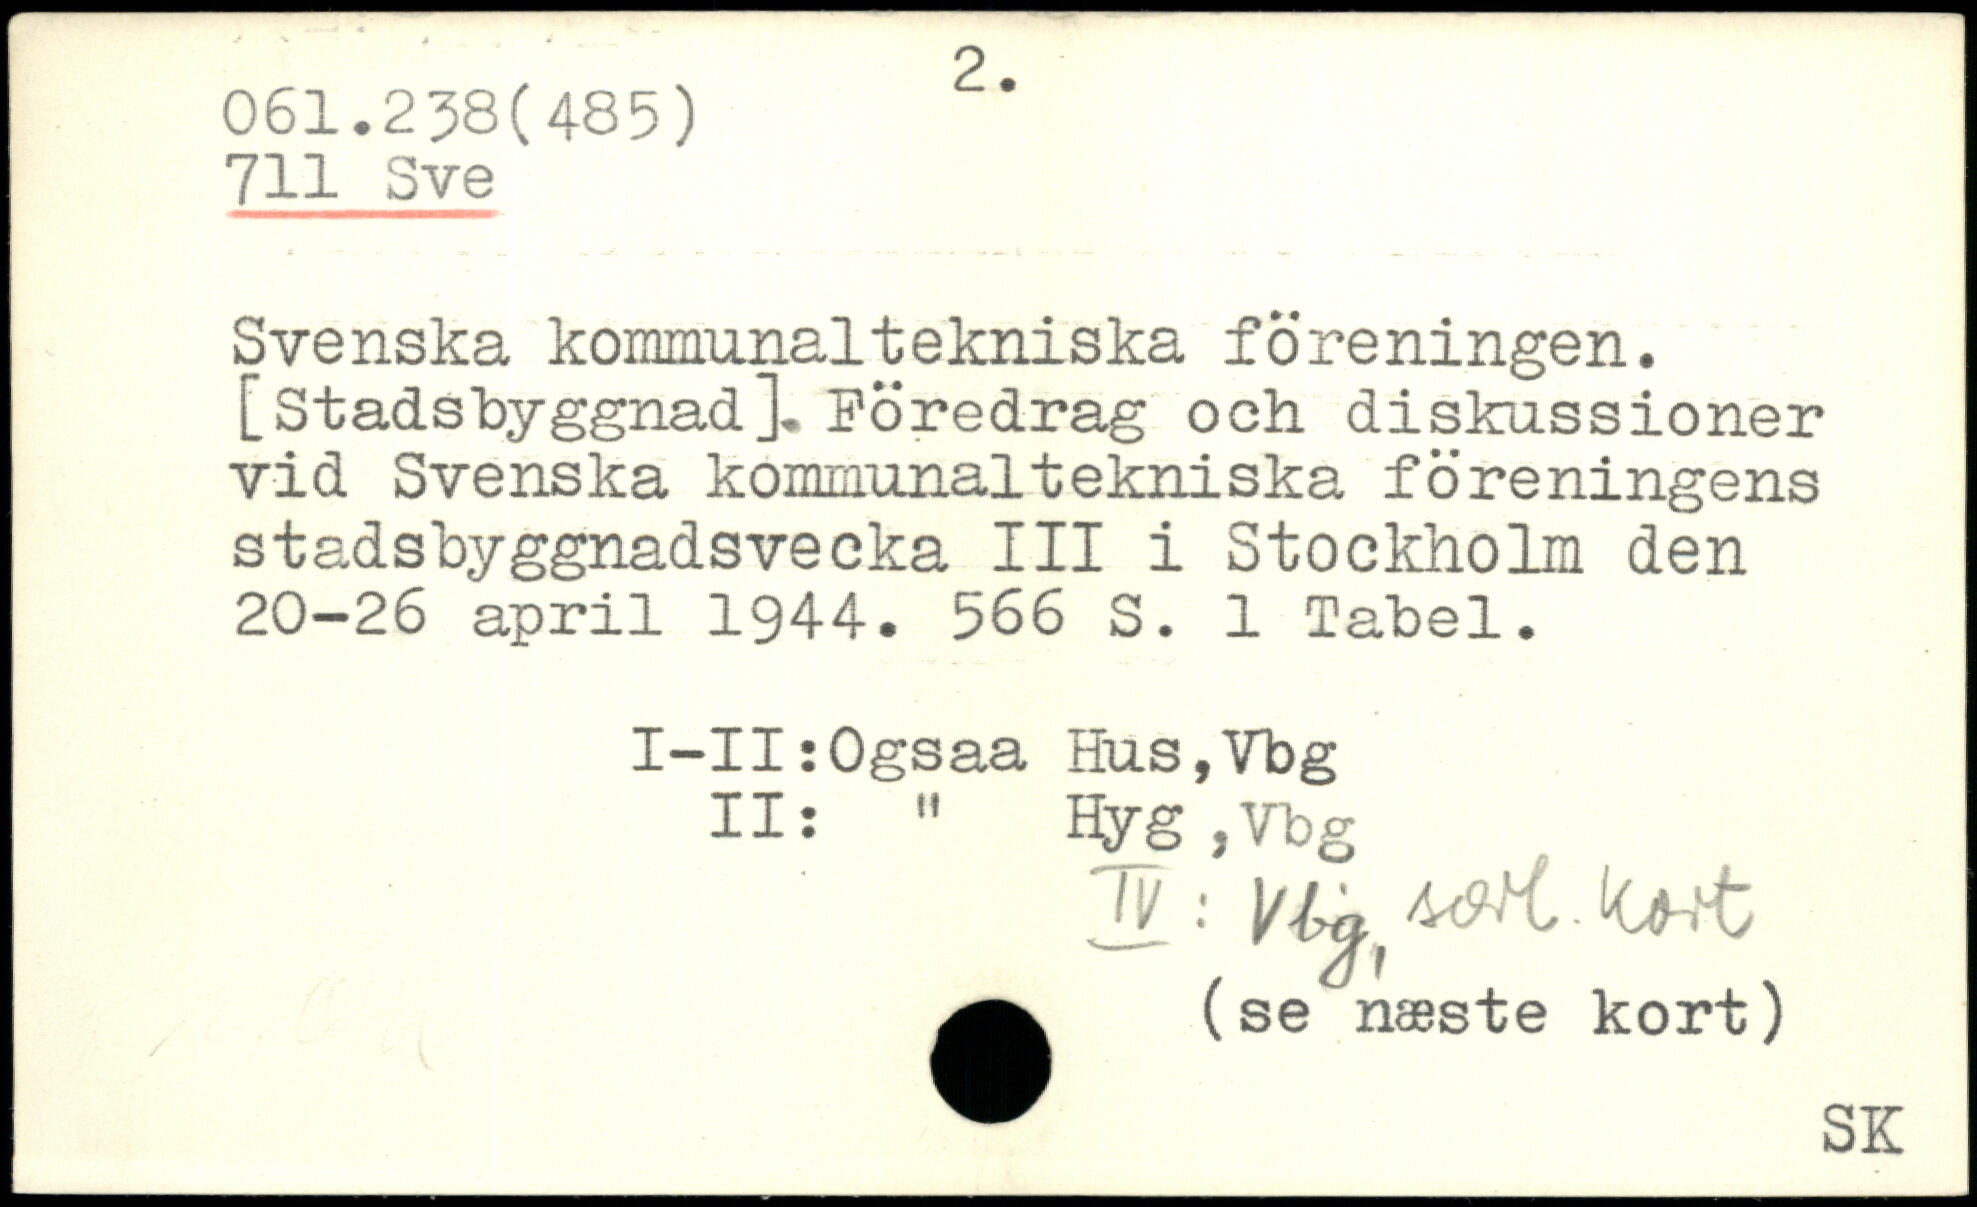 2.
061.238(485)
711 Sve
Svenska kommunaltekniska föreningen.
[Stadsbyggnad]. Föredrag och diskussioner
vid Svenska kommunaltekniska föreningens
stadsbyggnadsvecka III i Stockholm den
20-26 april 1944. 566 S. 1 Tabel.
I-II:Ogsaa Hus,Vbg
II: " Hyg ,Vbg
IV : Vbg, særl. Kort
(se næste kort)
SK